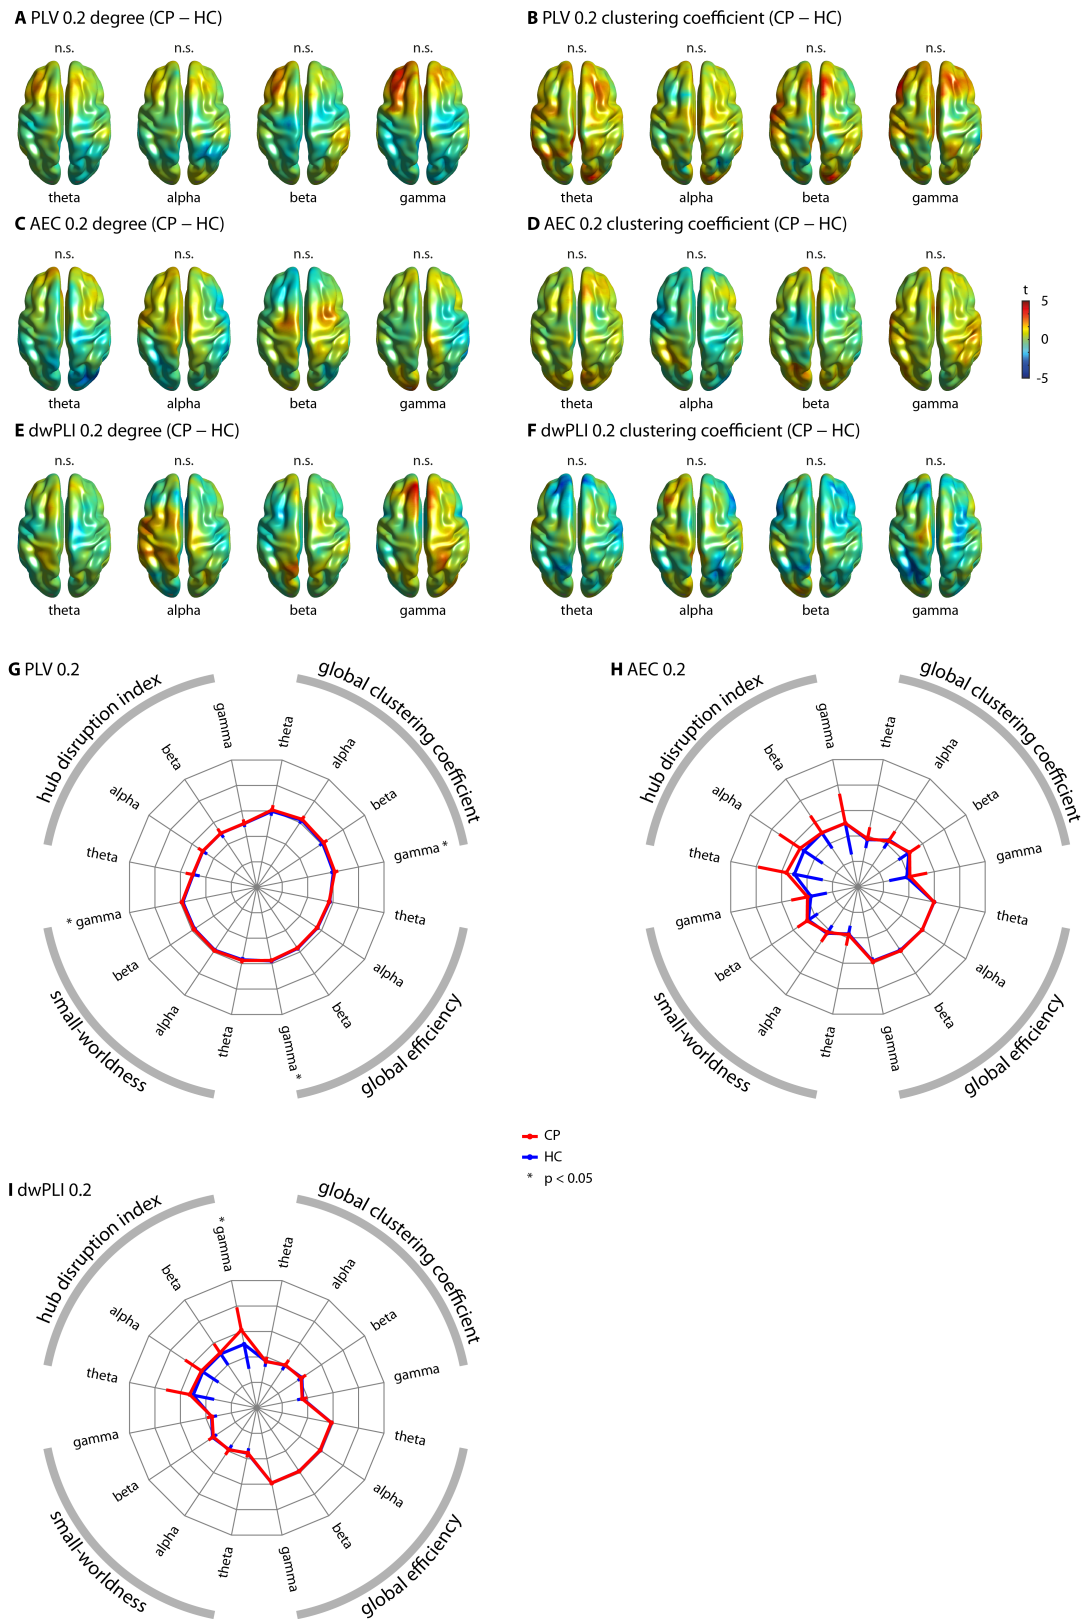 A PLV 0.2 degree (CP – HC)
n.s. n.s. n.s. n.s.
theta alpha beta gamma
B PLV 0.2 clustering coefficient (CP – HC)
n.s. n.s. n.s. n.s.
theta alpha beta gamma
C AEC 0.2 degree (CP – HC)
n.s. n.s. n.s. n.s.
theta alpha beta gamma
D AEC 0.2 clustering coefficient (CP – HC)
n.s. n.s. n.s. n.s.
theta alpha beta gamma
t
5
0
-5
E dwPLI 0.2 degree (CP – HC)
n.s. n.s. n.s. n.s.
theta alpha beta gamma
F dwPLI 0.2 clustering coefficient (CP – HC)
n.s. n.s. n.s. n.s.
theta alpha beta gamma
G PLV 0.2
hub disruption index
theta
alpha
beta
gamma
global clustering coefficient
theta
alpha
beta
gamma *
global efficiency
theta
alpha
beta
gamma *
small-worldness
theta
alpha
beta
* gamma
H AEC 0.2
hub disruption index
theta
alpha
beta
gamma
global clustering coefficient
theta
alpha
beta
gamma
global efficiency
theta
alpha
beta
gamma
small-worldness
theta
alpha
beta
gamma
CP
HC
* p < 0.05
I dwPLI 0.2
hub disruption index
theta
alpha
beta
* gamma
global clustering coefficient
theta
alpha
beta
gamma
global efficiency
theta
alpha
beta
gamma
small-worldness
theta
alpha
beta
gamma